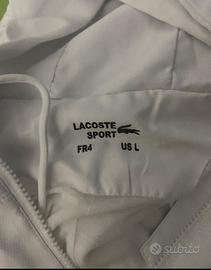 LACOSTE
SPORT
FR4 US L
subito